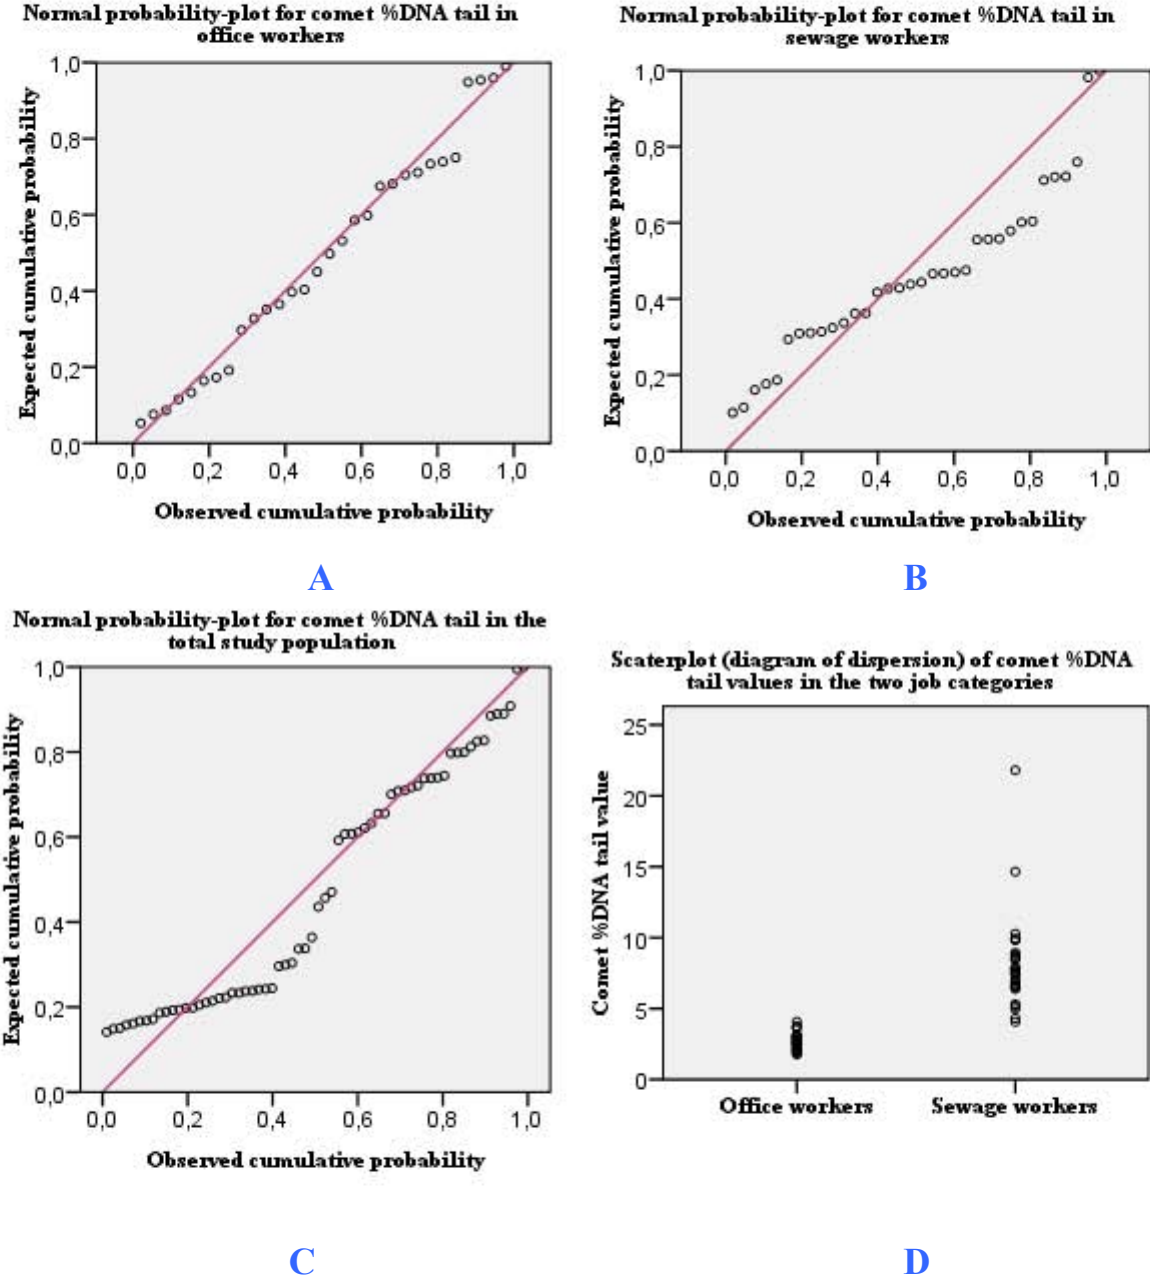 Normal probability-plot for comet %DNA tail in
office workers
Expected cumulative probability
1,0
0,8
0,6
0,4
0,2
0,0
0,0 0,2 0,4 0,6 0,8 1,0
Observed cumulative probability
A
Normal probability-plot for comet %DNA tail in
sewage workers
Expected cumulative probability
1,0
0,8
0,6
0,4
0,2
0,0
0,0 0,2 0,4 0,6 0,8 1,0
Observed cumulative probability
B
Normal probability-plot for comet %DNA tail in the
total study population
Expected cumulative probability
1,0
0,8
0,6
0,4
0,2
0,0
0,0 0,2 0,4 0,6 0,8 1,0
Observed cumulative probability
C
Scaterplot (diagram of dispersion) of comet %DNA
tail values in the two job categories
Comet %DNA tail value
25
20
15
10
5
0
Office workers Sewage workers
D